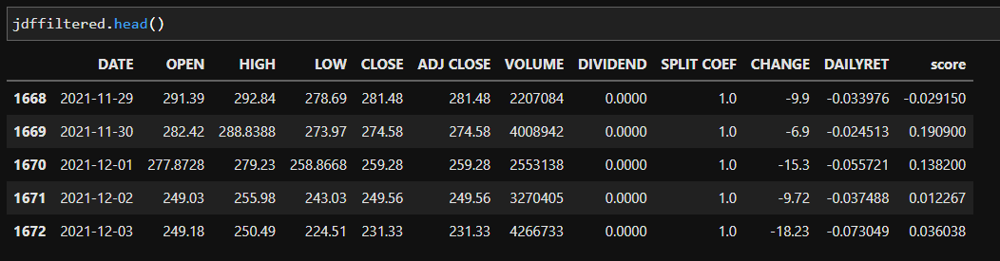 jdffiltered.head()
DATE OPEN HIGH LOW CLOSE ADJ CLOSE VOLUME DIVIDEND SPLIT COEF CHANGE DAILYRET score
1668 2021-11-29 291.39 292.84 278.69 281.48 281.48 2207084 0.0000 1.0 -9.9 -0.033976 -0.029150
1669 2021-11-30 282.42 288.8388 273.97 274.58 274.58 4008942 0.0000 1.0 -6.9 -0.024513 0.190900
1670 2021-12-01 277.8728 279.23 258.8668 259.28 259.28 2553138 0.0000 1.0 -15.3 -0.055721 0.138200
1671 2021-12-02 249.03 255.98 243.03 249.56 249.56 3270405 0.0000 1.0 -9.72 -0.037488 0.012267
1672 2021-12-03 249.18 250.49 224.51 231.33 231.33 4266733 0.0000 1.0 -18.23 -0.073049 0.036038